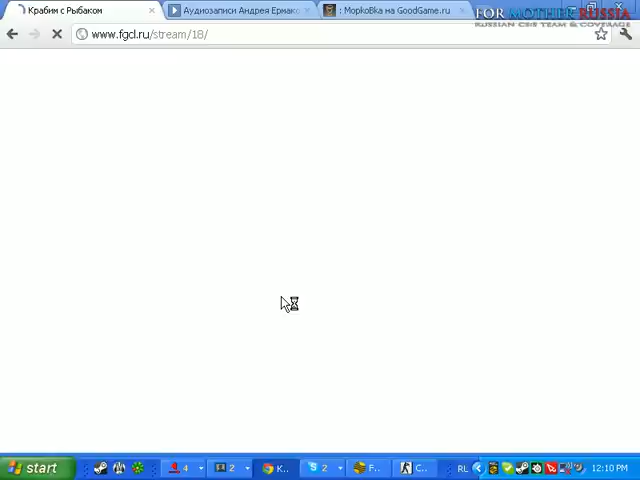 Крабим с Рыбаком
Аудиозаписи Андрея Ермако
: МорkоВka на GoodGame.ru
FOR MOTHER RUSSIA
RUSSIAN CS:S TEAM & COVERAGE
www.fgcl.ru/stream/18/
start
4
2
К..
2
F..
C..
RL
12:10 PM